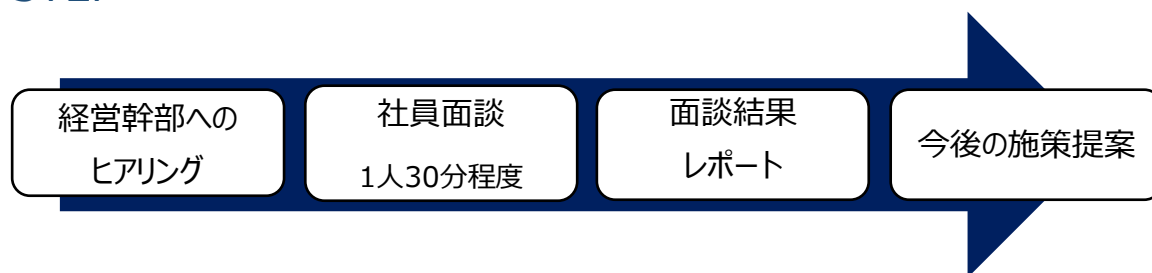 経営幹部への
ヒアリング
社員面談
1人30分程度
面談結果
レポート
今後の施策提案